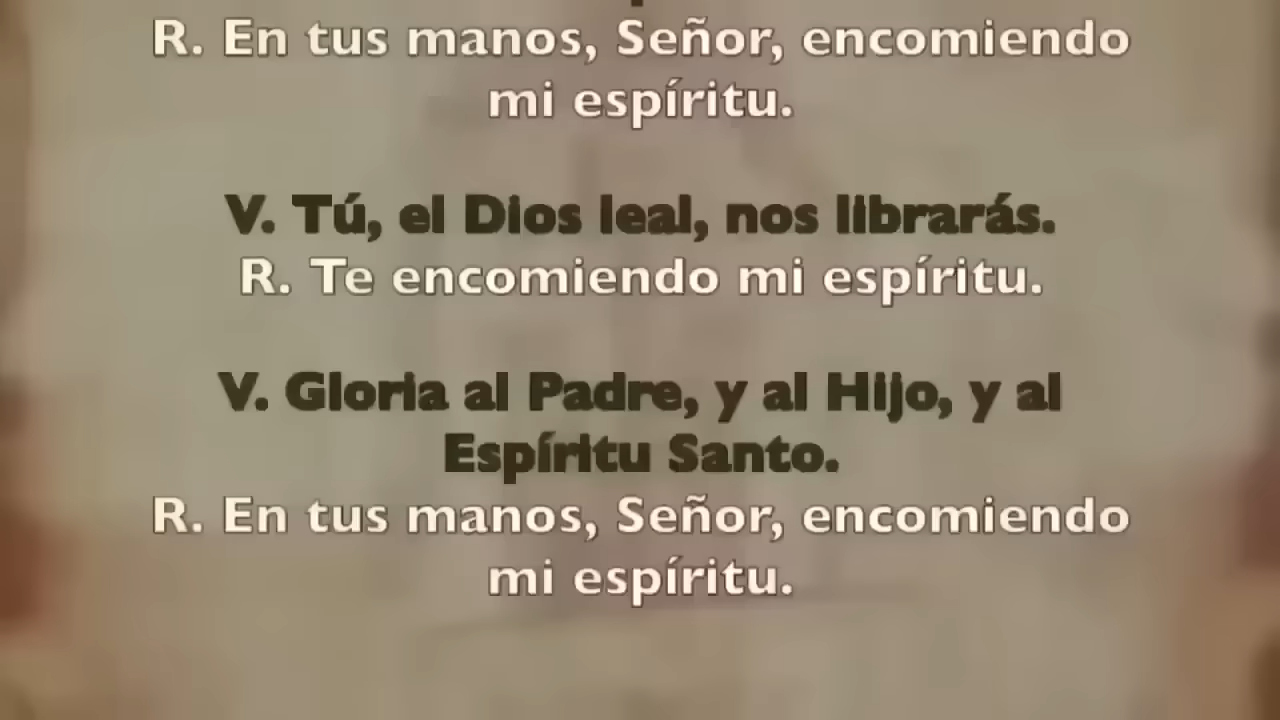 R. En tus manos, Señor, encomiendo
mi espíritu.
V. Tú, el Dios leal, nos librarás.
R. Te encomiendo mi espíritu.
V. Gloria al Padre, y al Hijo, y al
Espíritu Santo.
R. En tus manos, Señor, encomiendo
mi espíritu.